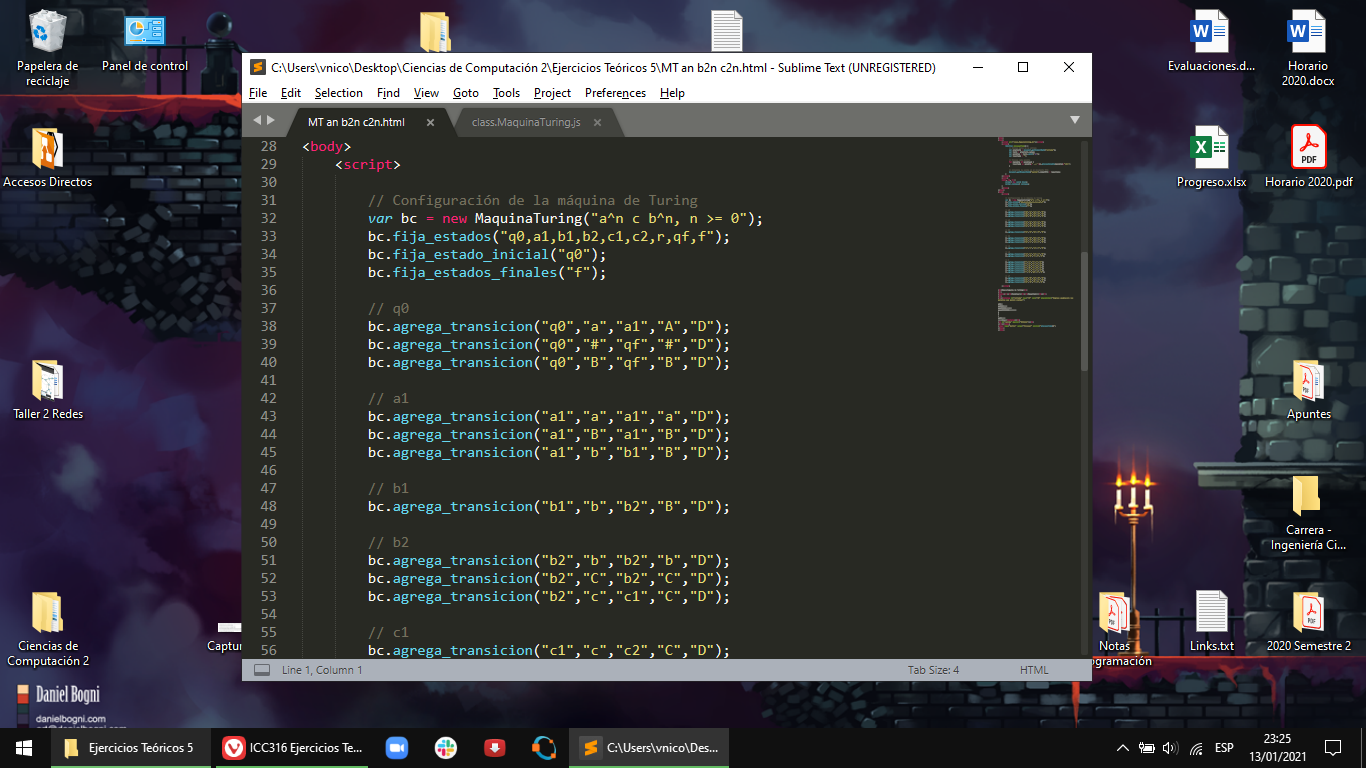 Papelera de
reciclaje
Panel de control
Evaluaciones.d...
Horario
2020.docx
Accesos Directos
Progreso.xlsx
Horario 2020.pdf
Taller 2 Redes
Apuntes
Carrera -
Ingeniería Ci...
Ciencias de
Computación 2
Captur
Notas
ogramación
Links.txt
2020 Semestre 2
Daniel Bogni
danielbogni.com
C:\Users\vnico\Desktop\Ciencias de Computación 2\Ejercicios Teóricos 5\MT an b2n c2n.html - Sublime Text (UNREGISTERED)
File Edit Selection Find View Goto Tools Project Preferences Help
MT an b2n c2n.html × class.MaquinaTuring.js ×
28 <body>
29 <script>
30
31 // Configuración de la máquina de Turing
32 var bc = new MaquinaTuring("a^n c b^n, n >= 0");
33 bc.fija_estados("q0,a1,b1,b2,c1,c2,r,qf,f");
34 bc.fija_estado_inicial("q0");
35 bc.fija_estados_finales("f");
36
37 // q0
38 bc.agrega_transicion("q0","a","a1","A","D");
39 bc.agrega_transicion("q0","#","qf","#","D");
40 bc.agrega_transicion("q0","B","qf","B","D");
41
42 // a1
43 bc.agrega_transicion("a1","a","a1","a","D");
44 bc.agrega_transicion("a1","B","a1","B","D");
45 bc.agrega_transicion("a1","b","b1","B","D");
46
47 // b1
48 bc.agrega_transicion("b1","b","b2","B","D");
49
50 // b2
51 bc.agrega_transicion("b2","b","b2","b","D");
52 bc.agrega_transicion("b2","C","b2","C","D");
53 bc.agrega_transicion("b2","c","c1","C","D");
54
55 // c1
56 bc.agrega_transicion("c1","c","c2","C","D");
Line 1, Column 1 Tab Size: 4 HTML
Ejercicios Teóricos 5 ICC316 Ejercicios Te... C:\Users\vnico\Des... ESP 23:25
13/01/2021